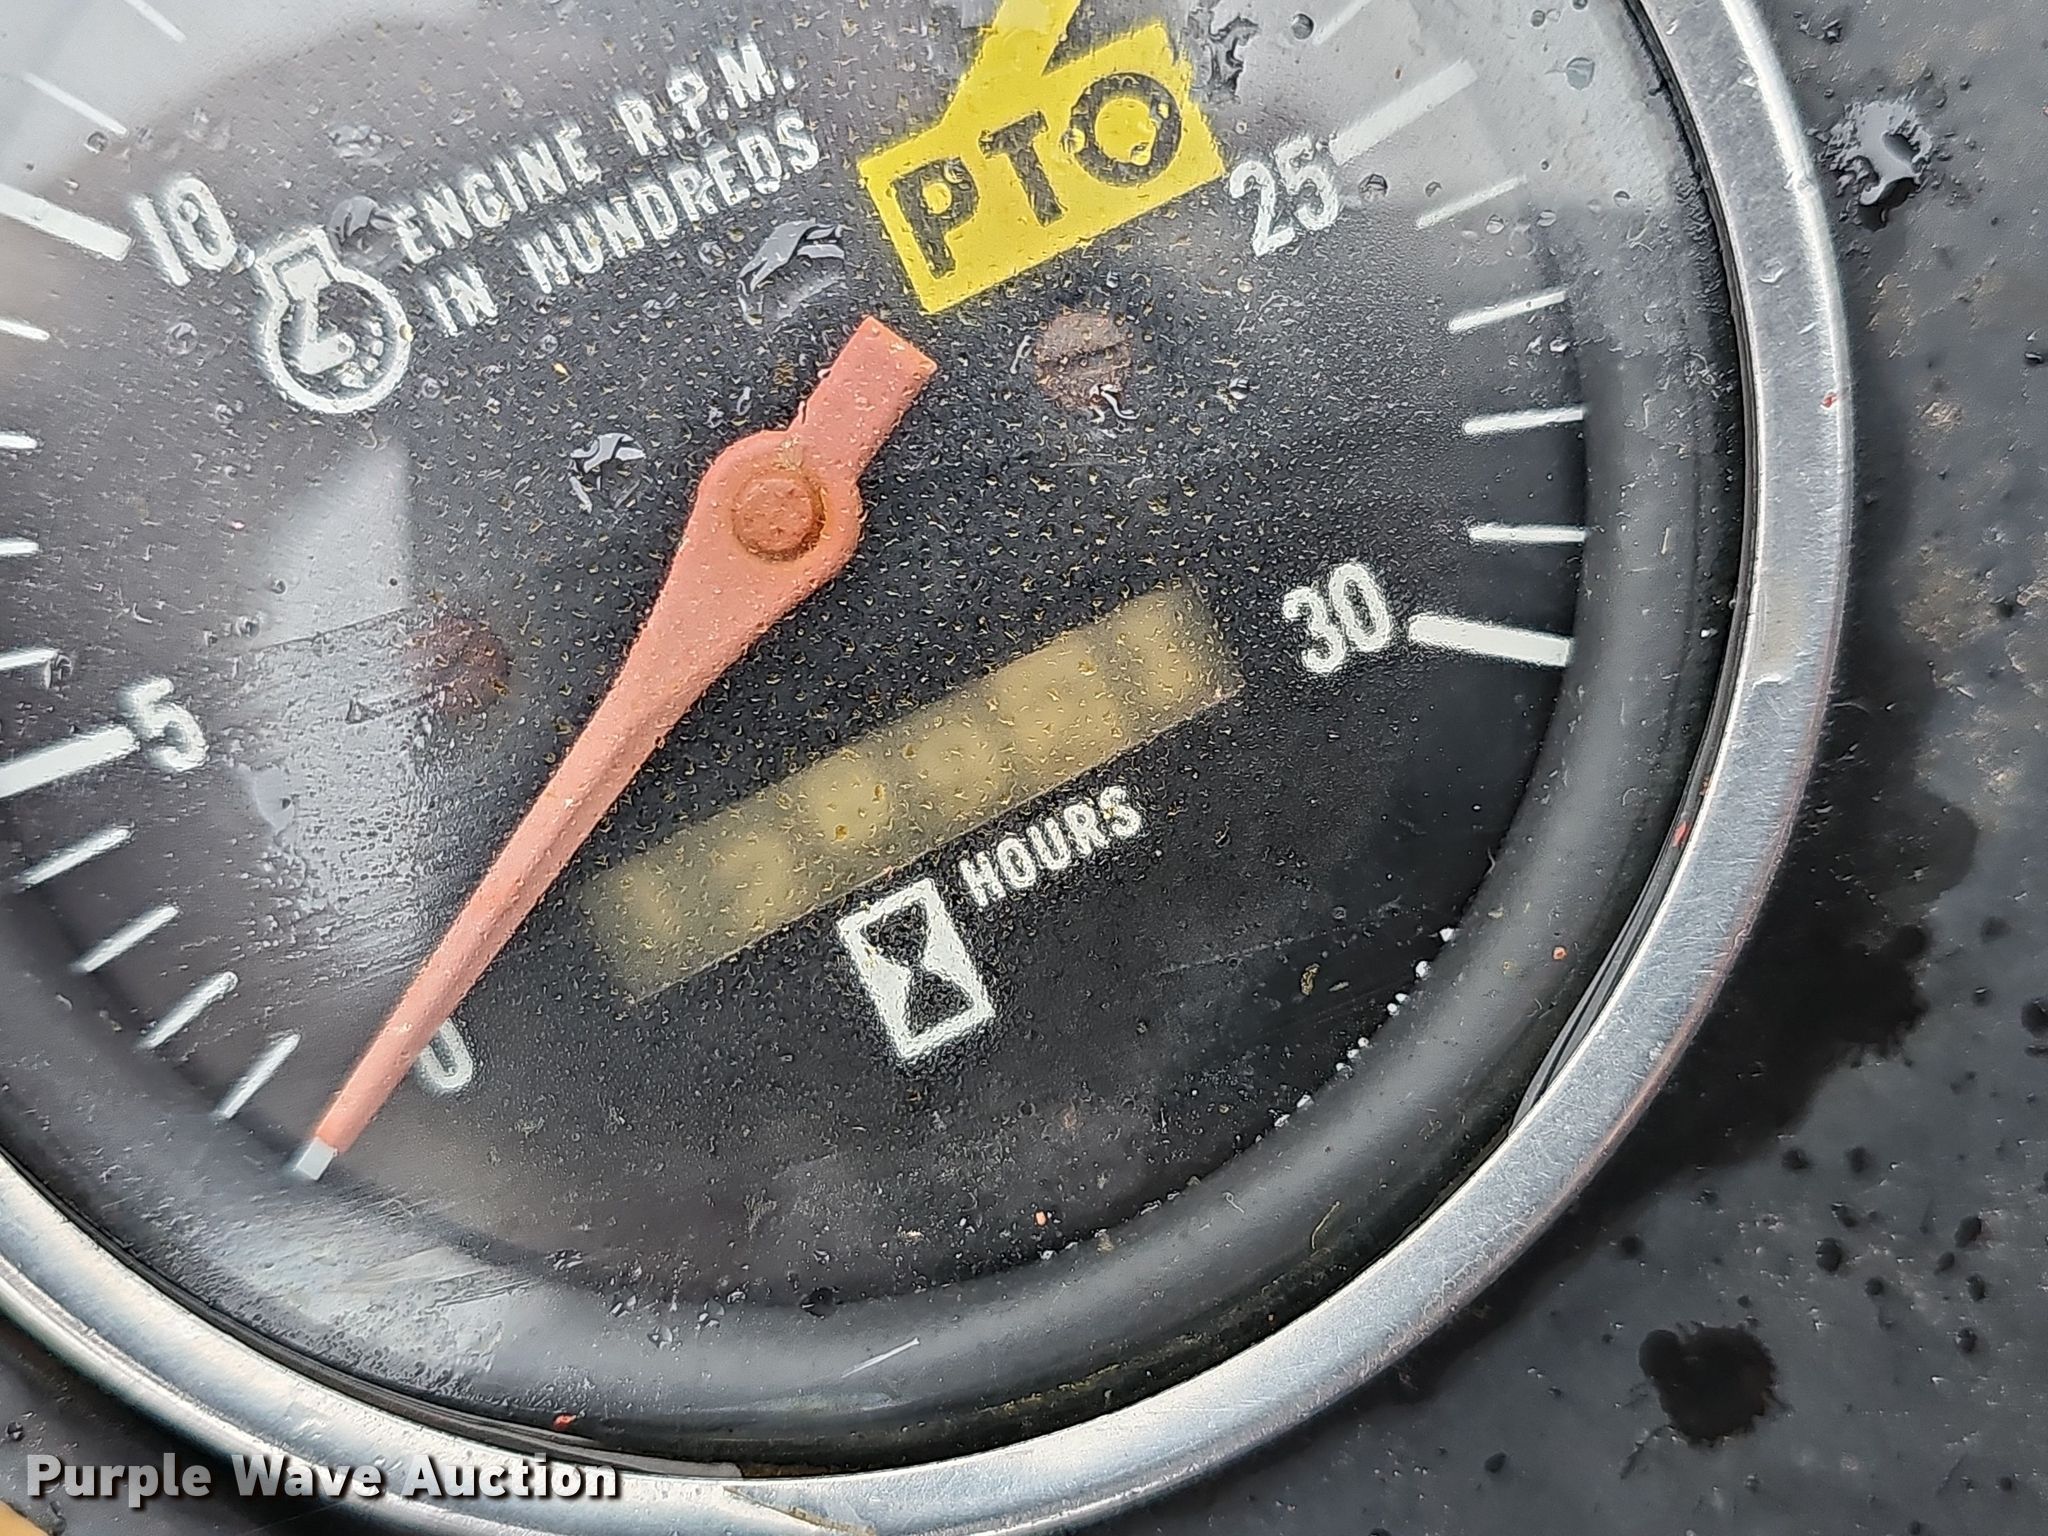 ENGINE R.P.M.
IN HUNDREDS
PTO
25
10
30
5
HOURS
0
Purple Wave Auction